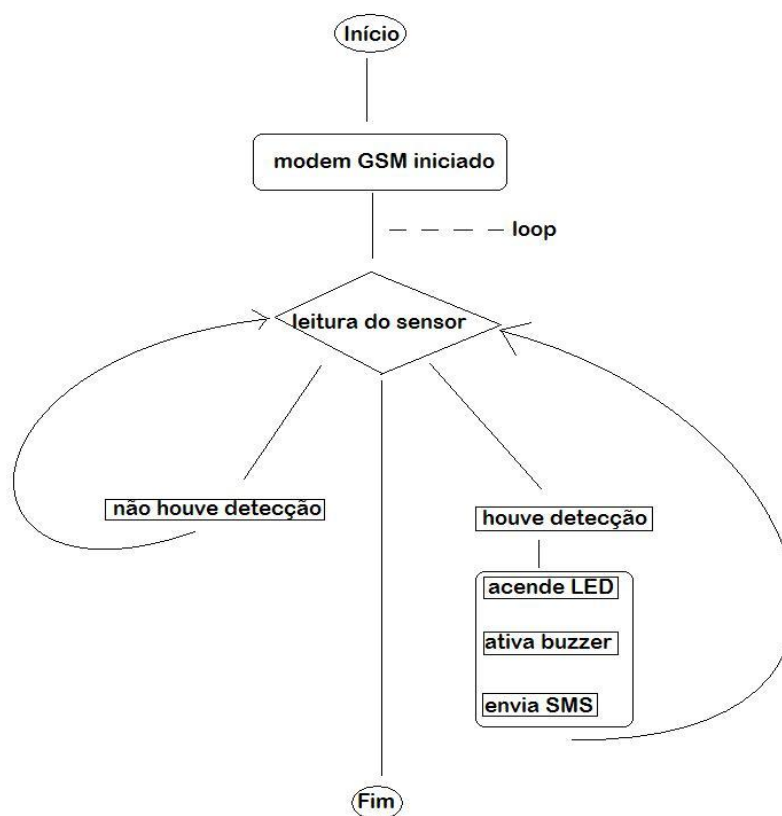 Início
modem GSM iniciado
loop
leitura do sensor
não houve detecção
houve detecção
acende LED
ativa buzzer
envia SMS
Fim